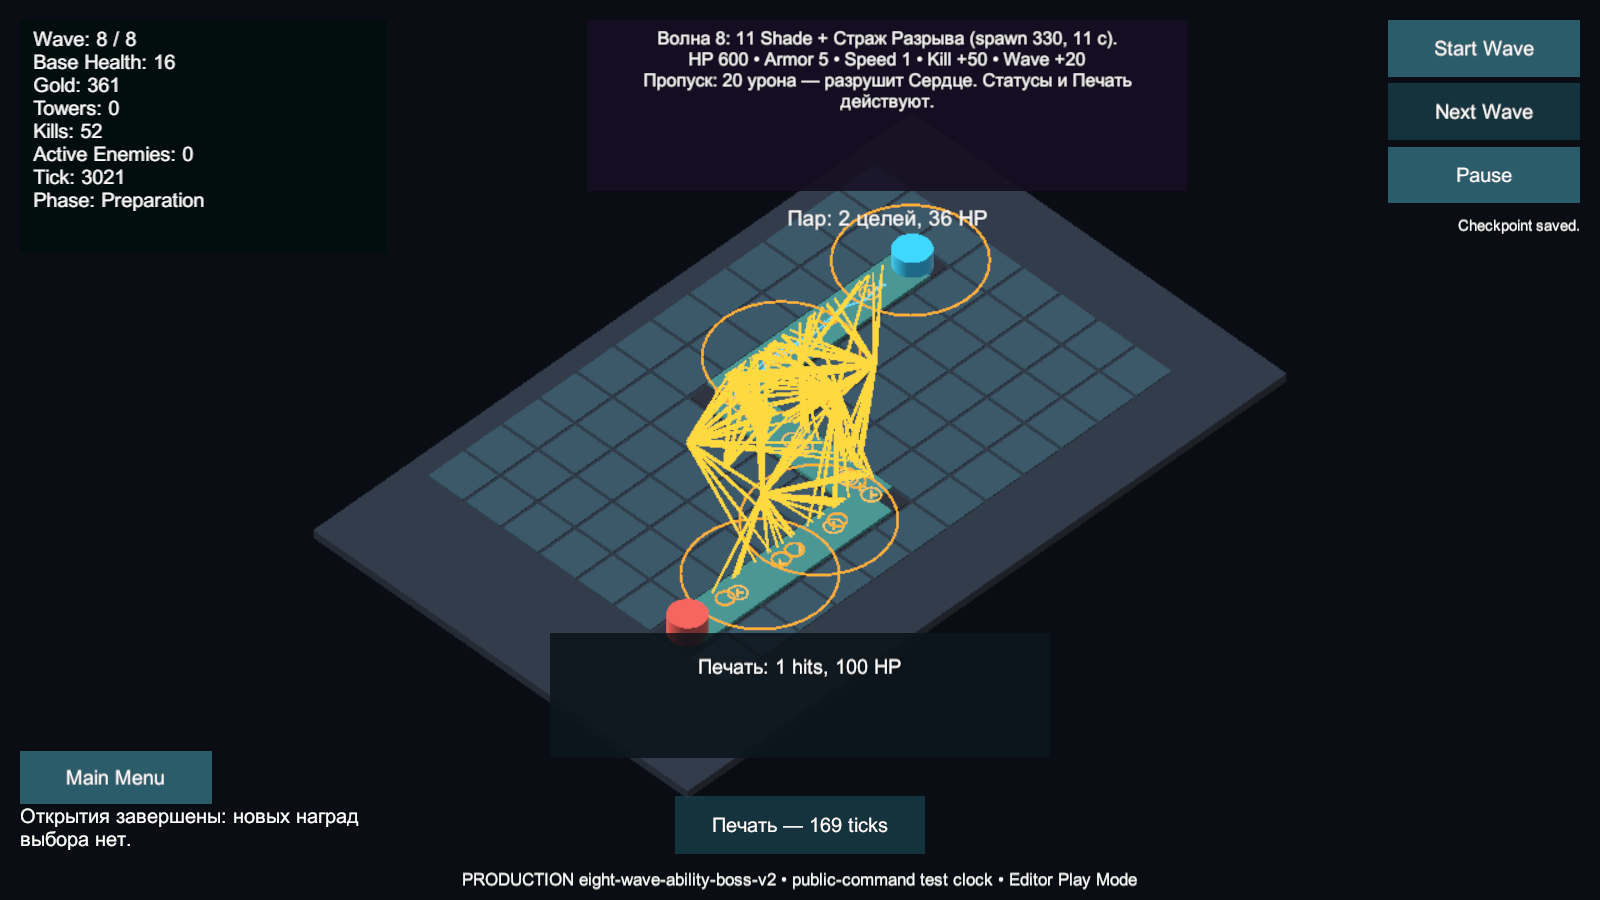 Wave: 8 / 8
Base Health: 16
Gold: 361
Towers: 0
Kills: 52
Active Enemies: 0
Tick: 3021
Phase: Preparation
Волна 8: 11 Shade + Страж Разрыва (spawn 330, 11 с).
HP 600 • Armor 5 • Speed 1 • Kill +50 • Wave +20
Пропуск: 20 урона — разрушит Сердце. Статусы и Печать
действуют.
Start Wave
Next Wave
Pause
Checkpoint saved.
Пар: 2 целей, 36 HP
Печать: 1 hits, 100 HP
Main Menu
Открытия завершены: новых наград
выбора нет.
Печать — 169 ticks
PRODUCTION eight-wave-ability-boss-v2 • public-command test clock • Editor Play Mode